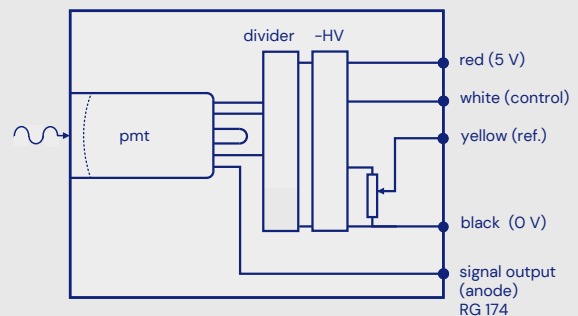 divider
-HV
red (5 V)
white (control)
pmt
yellow (ref.)
black (0 V)
signal output
(anode)
RG 174